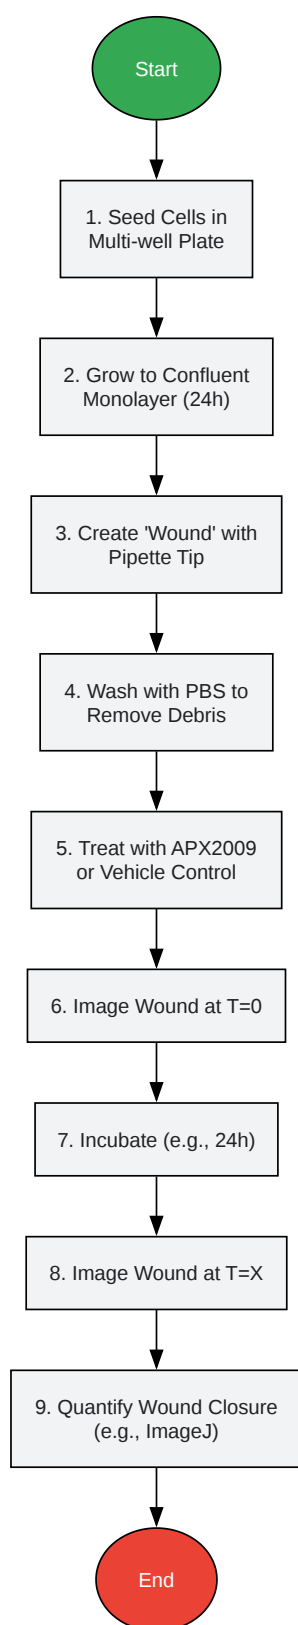 Start
1. Seed Cells in
Multi-well Plate
2. Grow to Confluent
Monolayer (24h)
3. Create 'Wound' with
Pipette Tip
4. Wash with PBS to
Remove Debris
5. Treat with APX2009
or Vehicle Control
6. Image Wound at T=0
7. Incubate (e.g., 24h)
8. Image Wound at T=X
9. Quantify Wound Closure
(e.g., ImageJ)
End